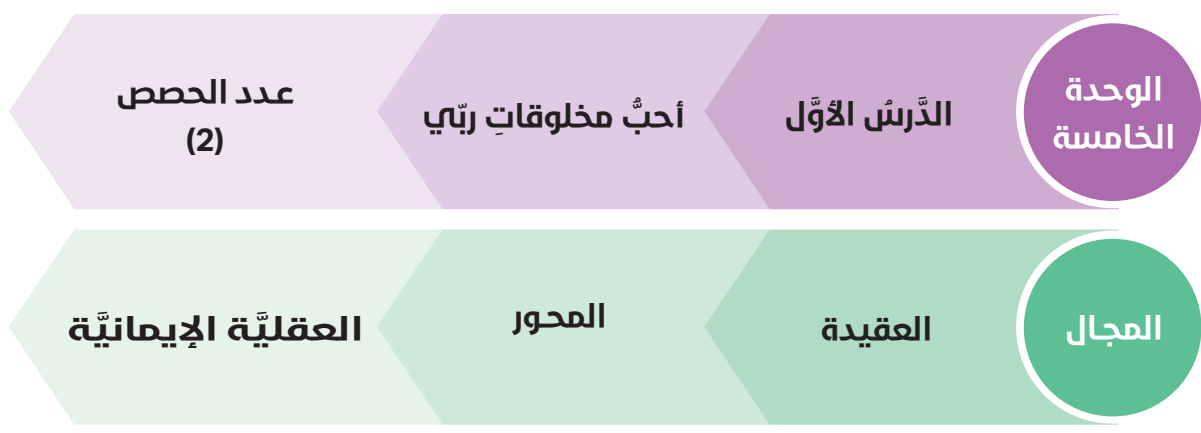 الوحدة
الخامسة
الدَّرسُ الأوَّل
أحبُّ مخلوقاتِ ربّي
عدد الحصص
(2)
المجال
العقيدة
المحور
العقليَّة الإيمانيَّة